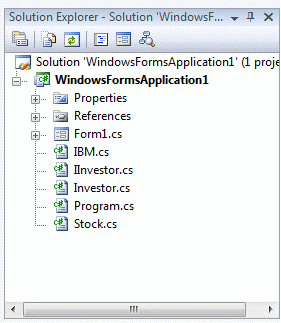 Solution Explorer - Solution 'WindowsF...
Solution 'WindowsFormsApplication1' (1 proje
WindowsFormsApplication1
Properties
References
Form1.cs
IBM.cs
IInvestor.cs
Investor.cs
Program.cs
Stock.cs